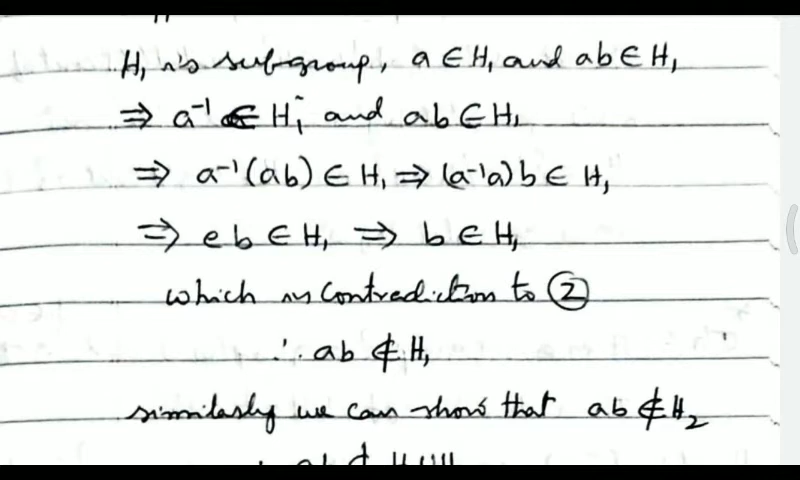 H₁ is subgroup, a ∈ H₁ and ab ∈ H₁
⇒ a⁻¹ ∈ H₁ and ab ∈ H₁
⇒ a⁻¹(ab) ∈ H₁ ⇒ (a⁻¹a)b ∈ H₁
⇒ eb ∈ H₁ ⇒ b ∈ H₁
which is contradiction to ②
∴ ab ∉ H₁
similarly we can show that ab ∉ H₂